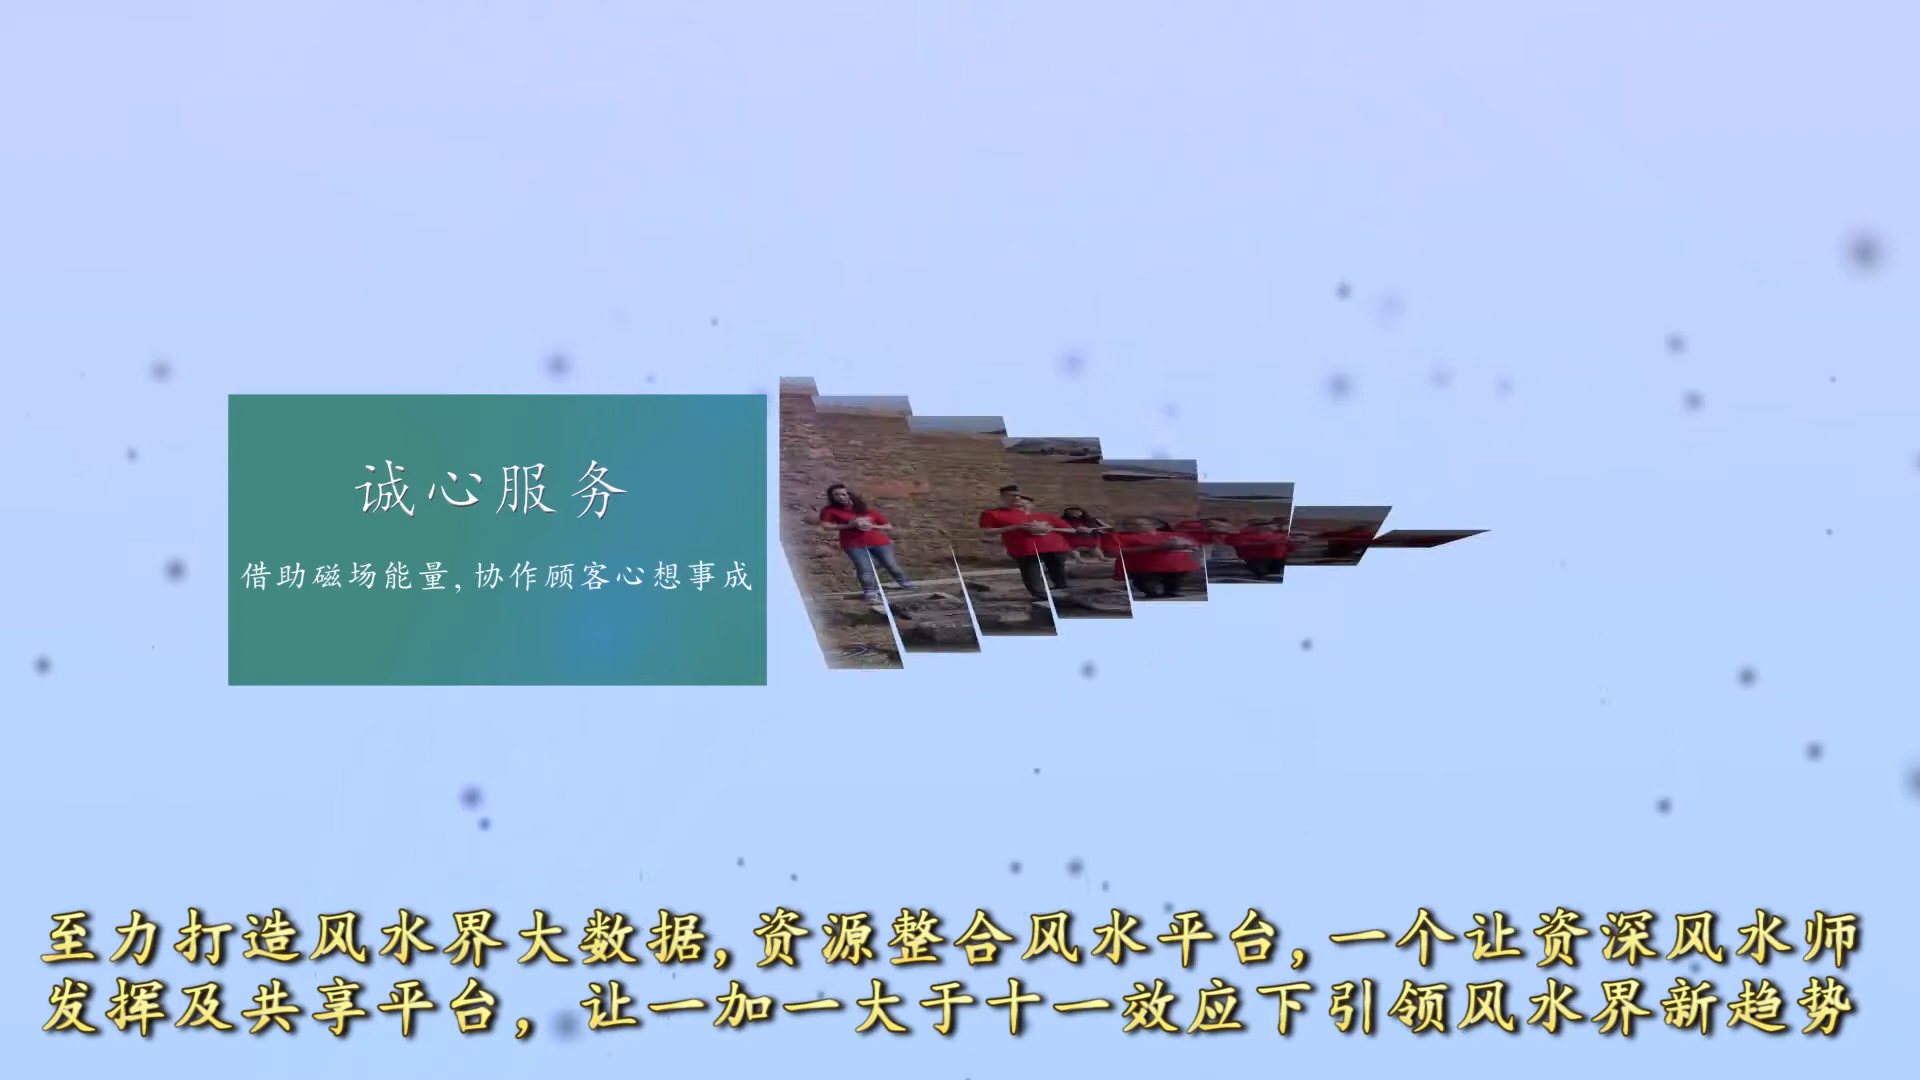 诚心服务
借助磁场能量,协作顾客心想事成
至力打造风水界大数据,资源整合风水平台,一个让资深风水师
发挥及共享平台，让一加一大于十一效应下引领风水界新趋势